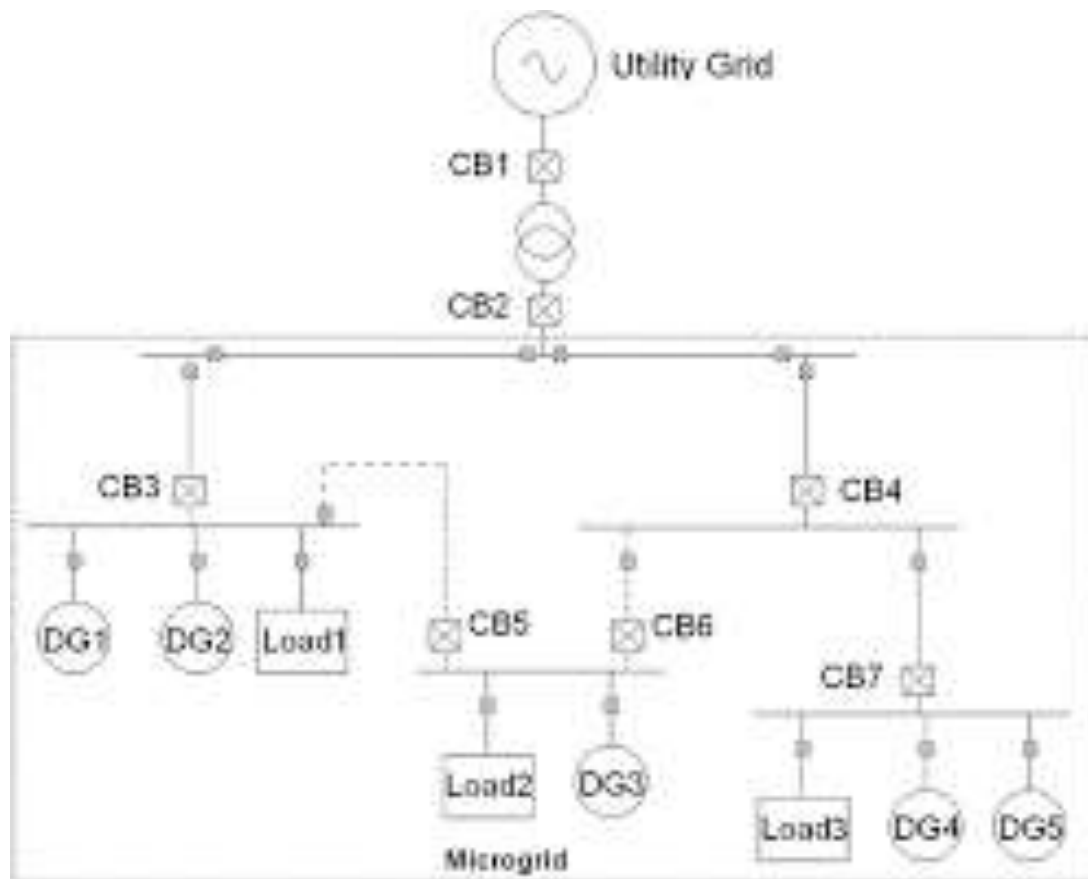 Utility Grid
CB1
CB2
CB3
CB4
DG1
DG2
Load1
CB5
CB6
CB7
Load2
DG3
Load3
DG4
DG5
Microgrid